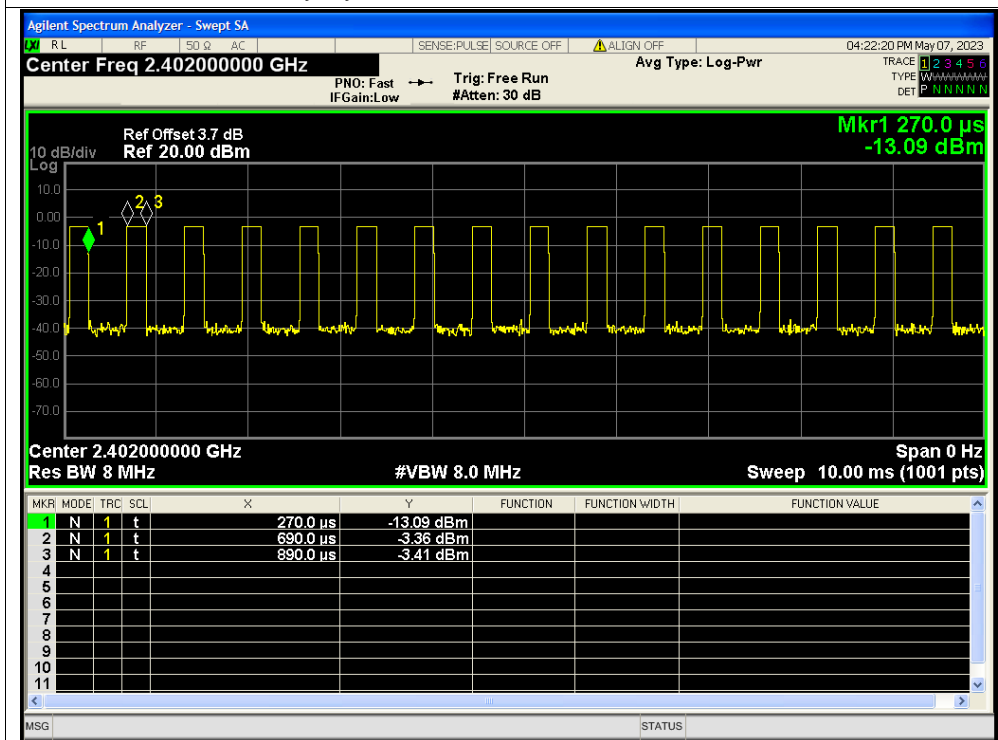 Agilent Spectrum Analyzer - Swept SA
LXI RL RF 50 Ω AC SENSE:PULSE SOURCE OFF ALIGN OFF 04:22:20 PM May 07, 2023
Center Freq 2.402000000 GHz Avg Type: Log-Pwr TRACE 1 2 3 4 5 6
PNO: Fast Trig: Free Run TYPE WWWWWW
IFGain:Low #Atten: 30 dB DET P N N N N N
Mkr1 270.0 µs
Ref Offset 3.7 dB
10 dB/div Ref 20.00 dBm -13.09 dBm
Log
10.0
0.00
-10.0
-20.0
-30.0
-40.0
-50.0
-60.0
-70.0
1
2
3
Center 2.402000000 GHz Span 0 Hz
Res BW 8 MHz #VBW 8.0 MHz Sweep 10.00 ms (1001 pts)
MKR MODE TRC SCL X Y FUNCTION FUNCTION WIDTH FUNCTION VALUE
1 N 1 t 270.0 µs -13.09 dBm
2 N 1 t 690.0 µs -3.36 dBm
3 N 1 t 890.0 µs -3.41 dBm
4
5
6
7
8
9
10
11
MSG STATUS